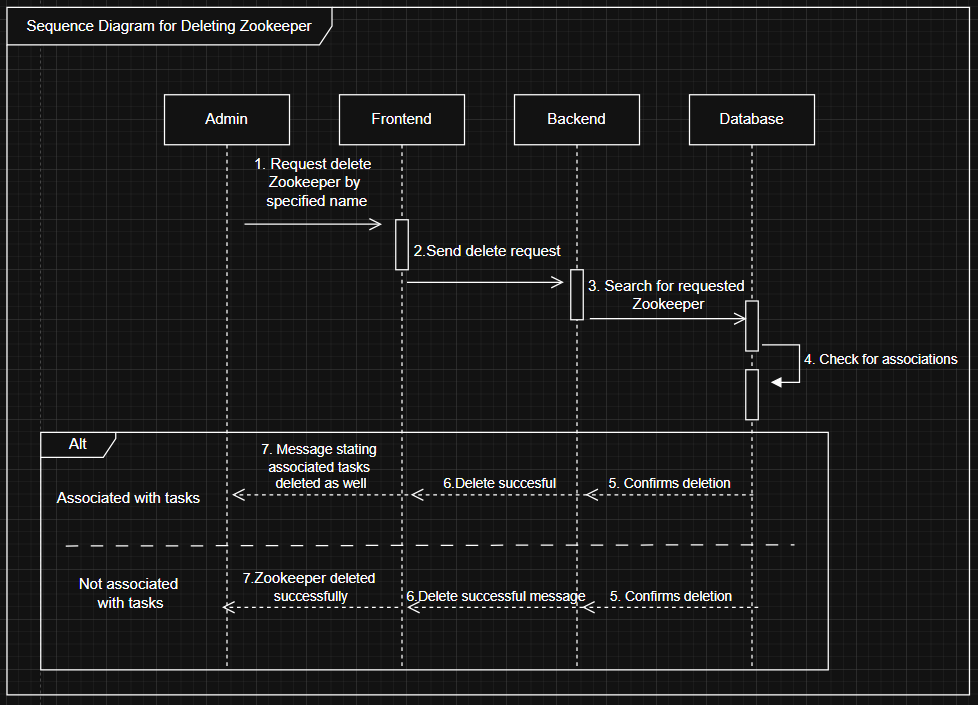 Sequence Diagram for Deleting Zookeeper
Admin
Frontend
Backend
Database
1. Request delete
Zookeeper by
specified name
2.Send delete request
3. Search for requested
Zookeeper
4. Check for associations
Alt
Associated with tasks
7. Message stating
associated tasks
deleted as well
6.Delete succesful
5. Confirms deletion
Not associated
with tasks
7.Zookeeper deleted
successfully
6.Delete successful message
5. Confirms deletion